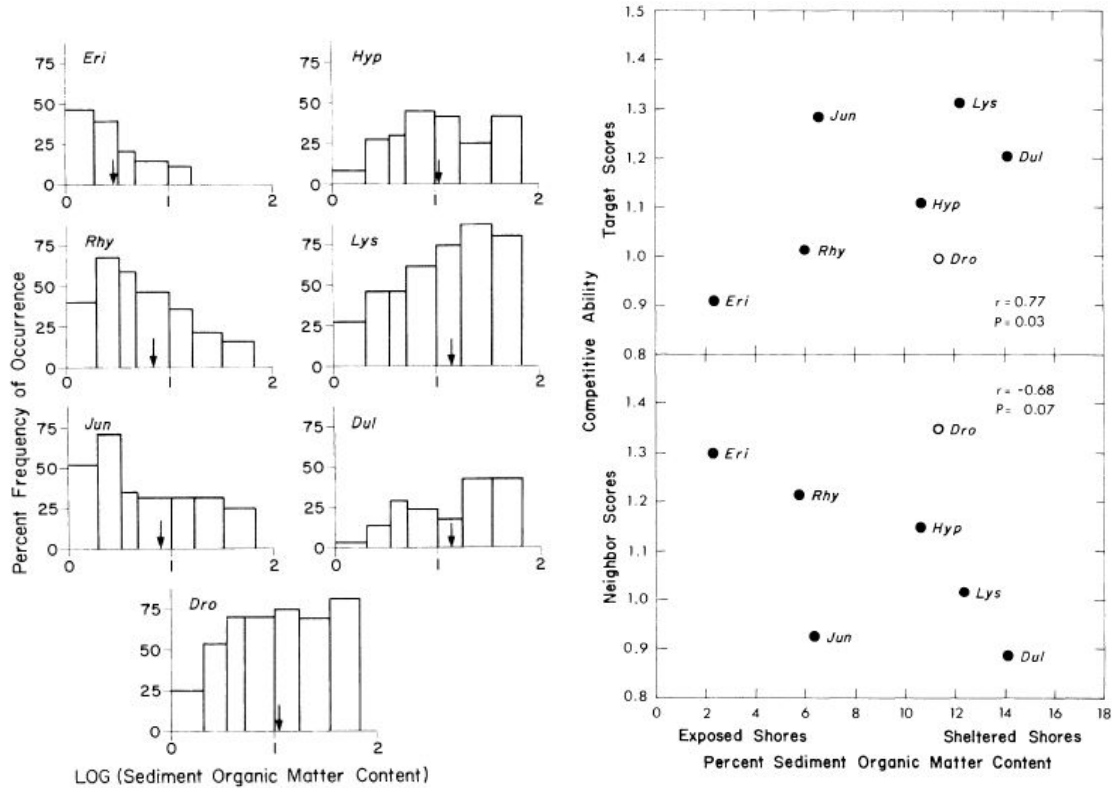 Percent Frequency of Occurrence
Eri
75
50
25
0
0 1 2
Hyp
75
50
25
0
0 1 2
Rhy
75
50
25
0
0 1 2
Lys
75
50
25
0
0 1 2
Jun
75
50
25
0
0 1 2
Dul
75
50
25
0
0 1 2
Dro
75
50
25
0
0 1 2
LOG (Sediment Organic Matter Content)
Competitive Ability
Target Scores
1.5
1.4
1.3
1.2
1.1
1.0
0.9
0.8
Lys
Jun
Dul
Hyp
Rhy
Dro
Eri
r = 0.77
P = 0.03
Neighbor Scores
1.4
1.3
1.2
1.1
1.0
0.9
0.8
r = -0.68
P = 0.07
Dro
Eri
Rhy
Hyp
Lys
Jun
Dul
0 2 4 6 8 10 12 14 16 18
Exposed Shores Sheltered Shores
Percent Sediment Organic Matter Content